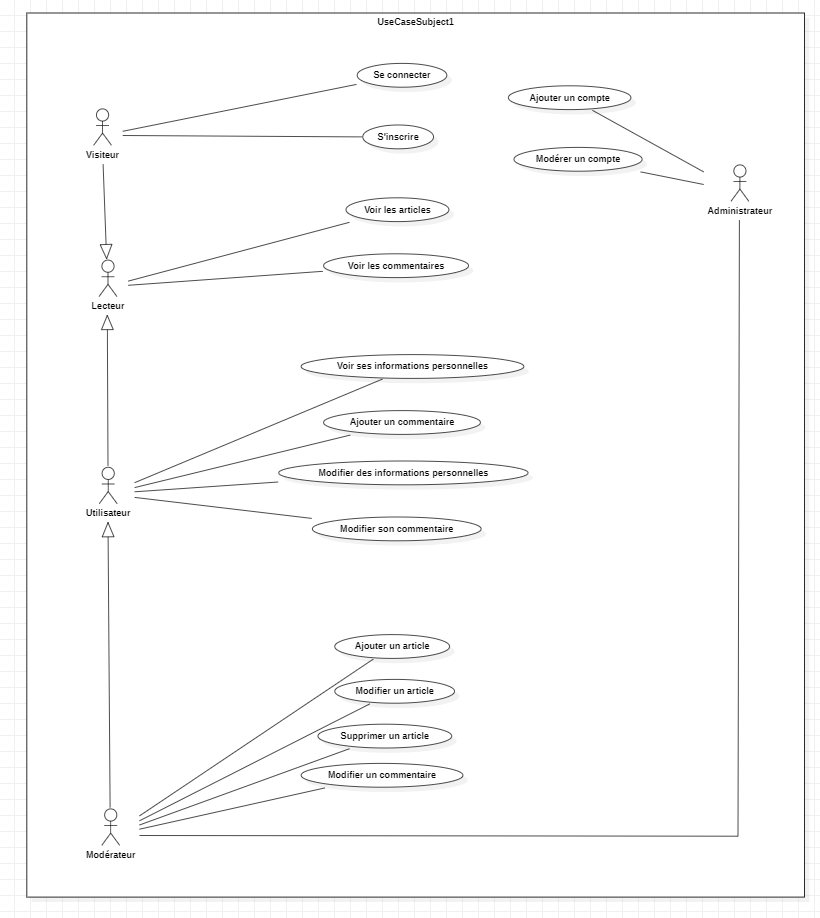 UseCaseSubject1
Se connecter
Ajouter un compte
S'inscrire
Visiteur
Modérer un compte
Voir les articles
Administrateur
Voir les commentaires
Lecteur
Voir ses informations personnelles
Ajouter un commentaire
Modifier des informations personnelles
Utilisateur
Modifier son commentaire
Ajouter un article
Modifier un article
Supprimer un article
Modifier un commentaire
Modérateur